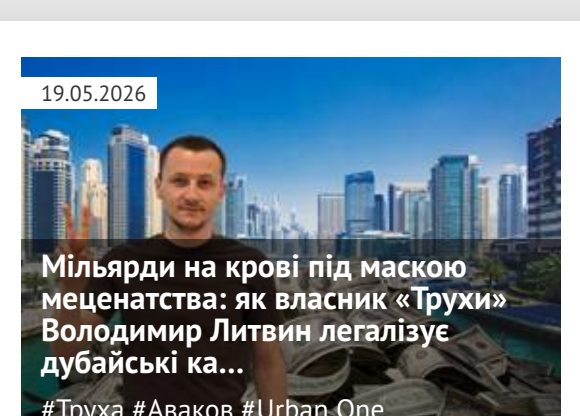 19.05.2026
Мільярди на крові під маскою
меценатства: як власник «Трухи»
Володимир Литвин легалізує
дубайські ка...
#Труха #Аваков #Urban One